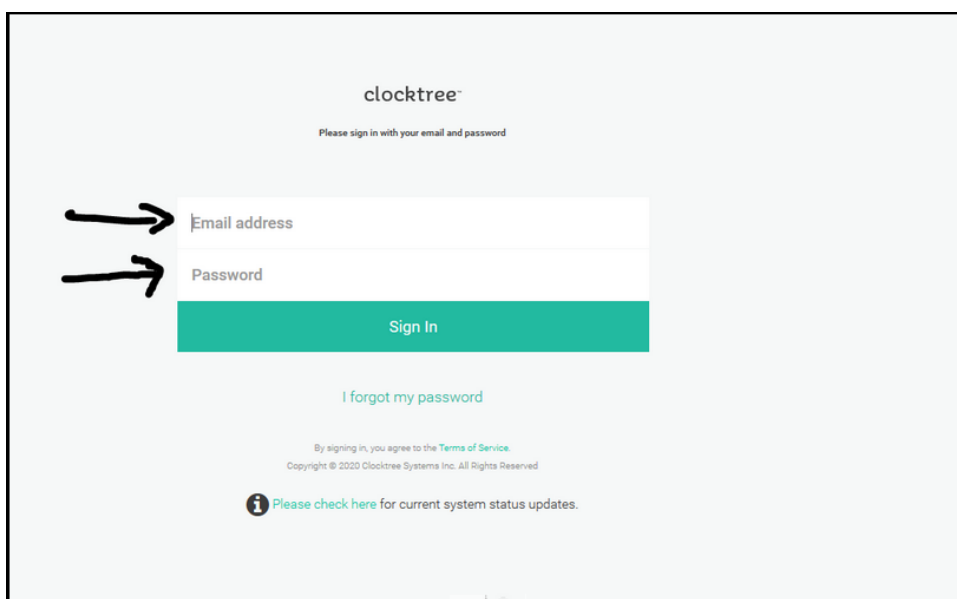 clocktree™
Please sign in with your email and password
Email address
Password
Sign In
I forgot my password
By signing in, you agree to the Terms of Service.
Copyright © 2020 Clocktree Systems Inc. All Rights Reserved
Please check here for current system status updates.